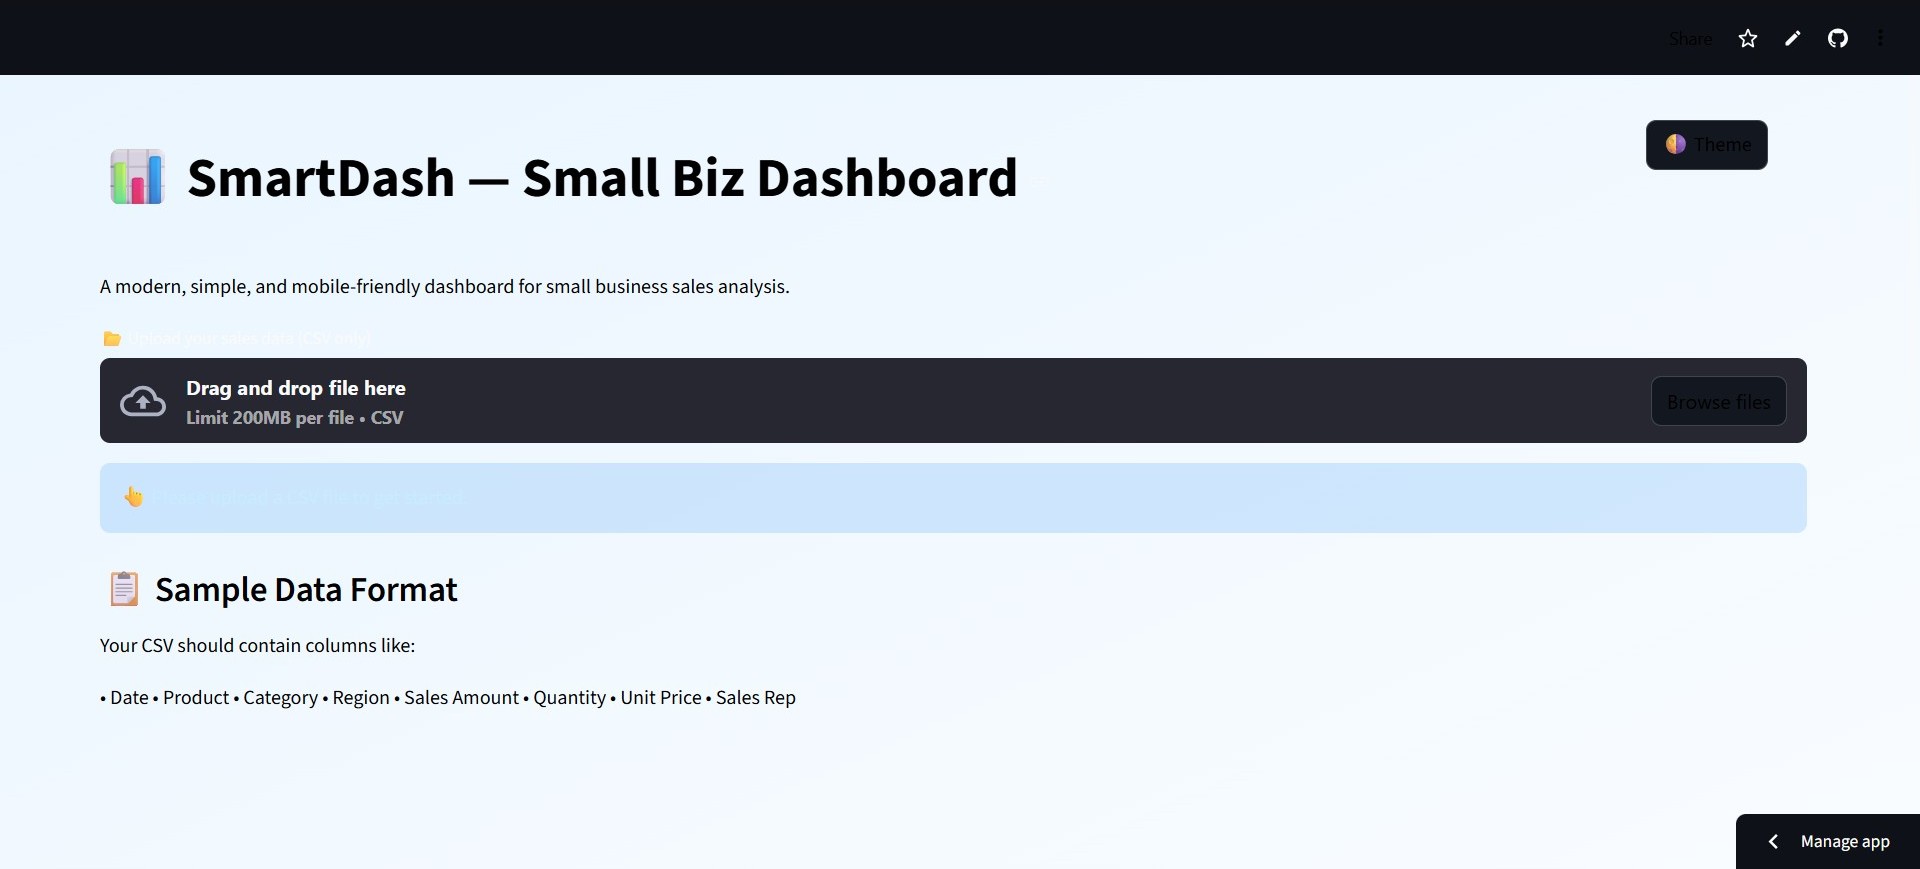 Share
SmartDash — Small Biz Dashboard
Theme
A modern, simple, and mobile-friendly dashboard for small business sales analysis.
Upload your sales data (CSV only)
Drag and drop file here
Limit 200MB per file • CSV
Browse files
Please upload a CSV file to get started.
Sample Data Format
Your CSV should contain columns like:
• Date • Product • Category • Region • Sales Amount • Quantity • Unit Price • Sales Rep
Manage app